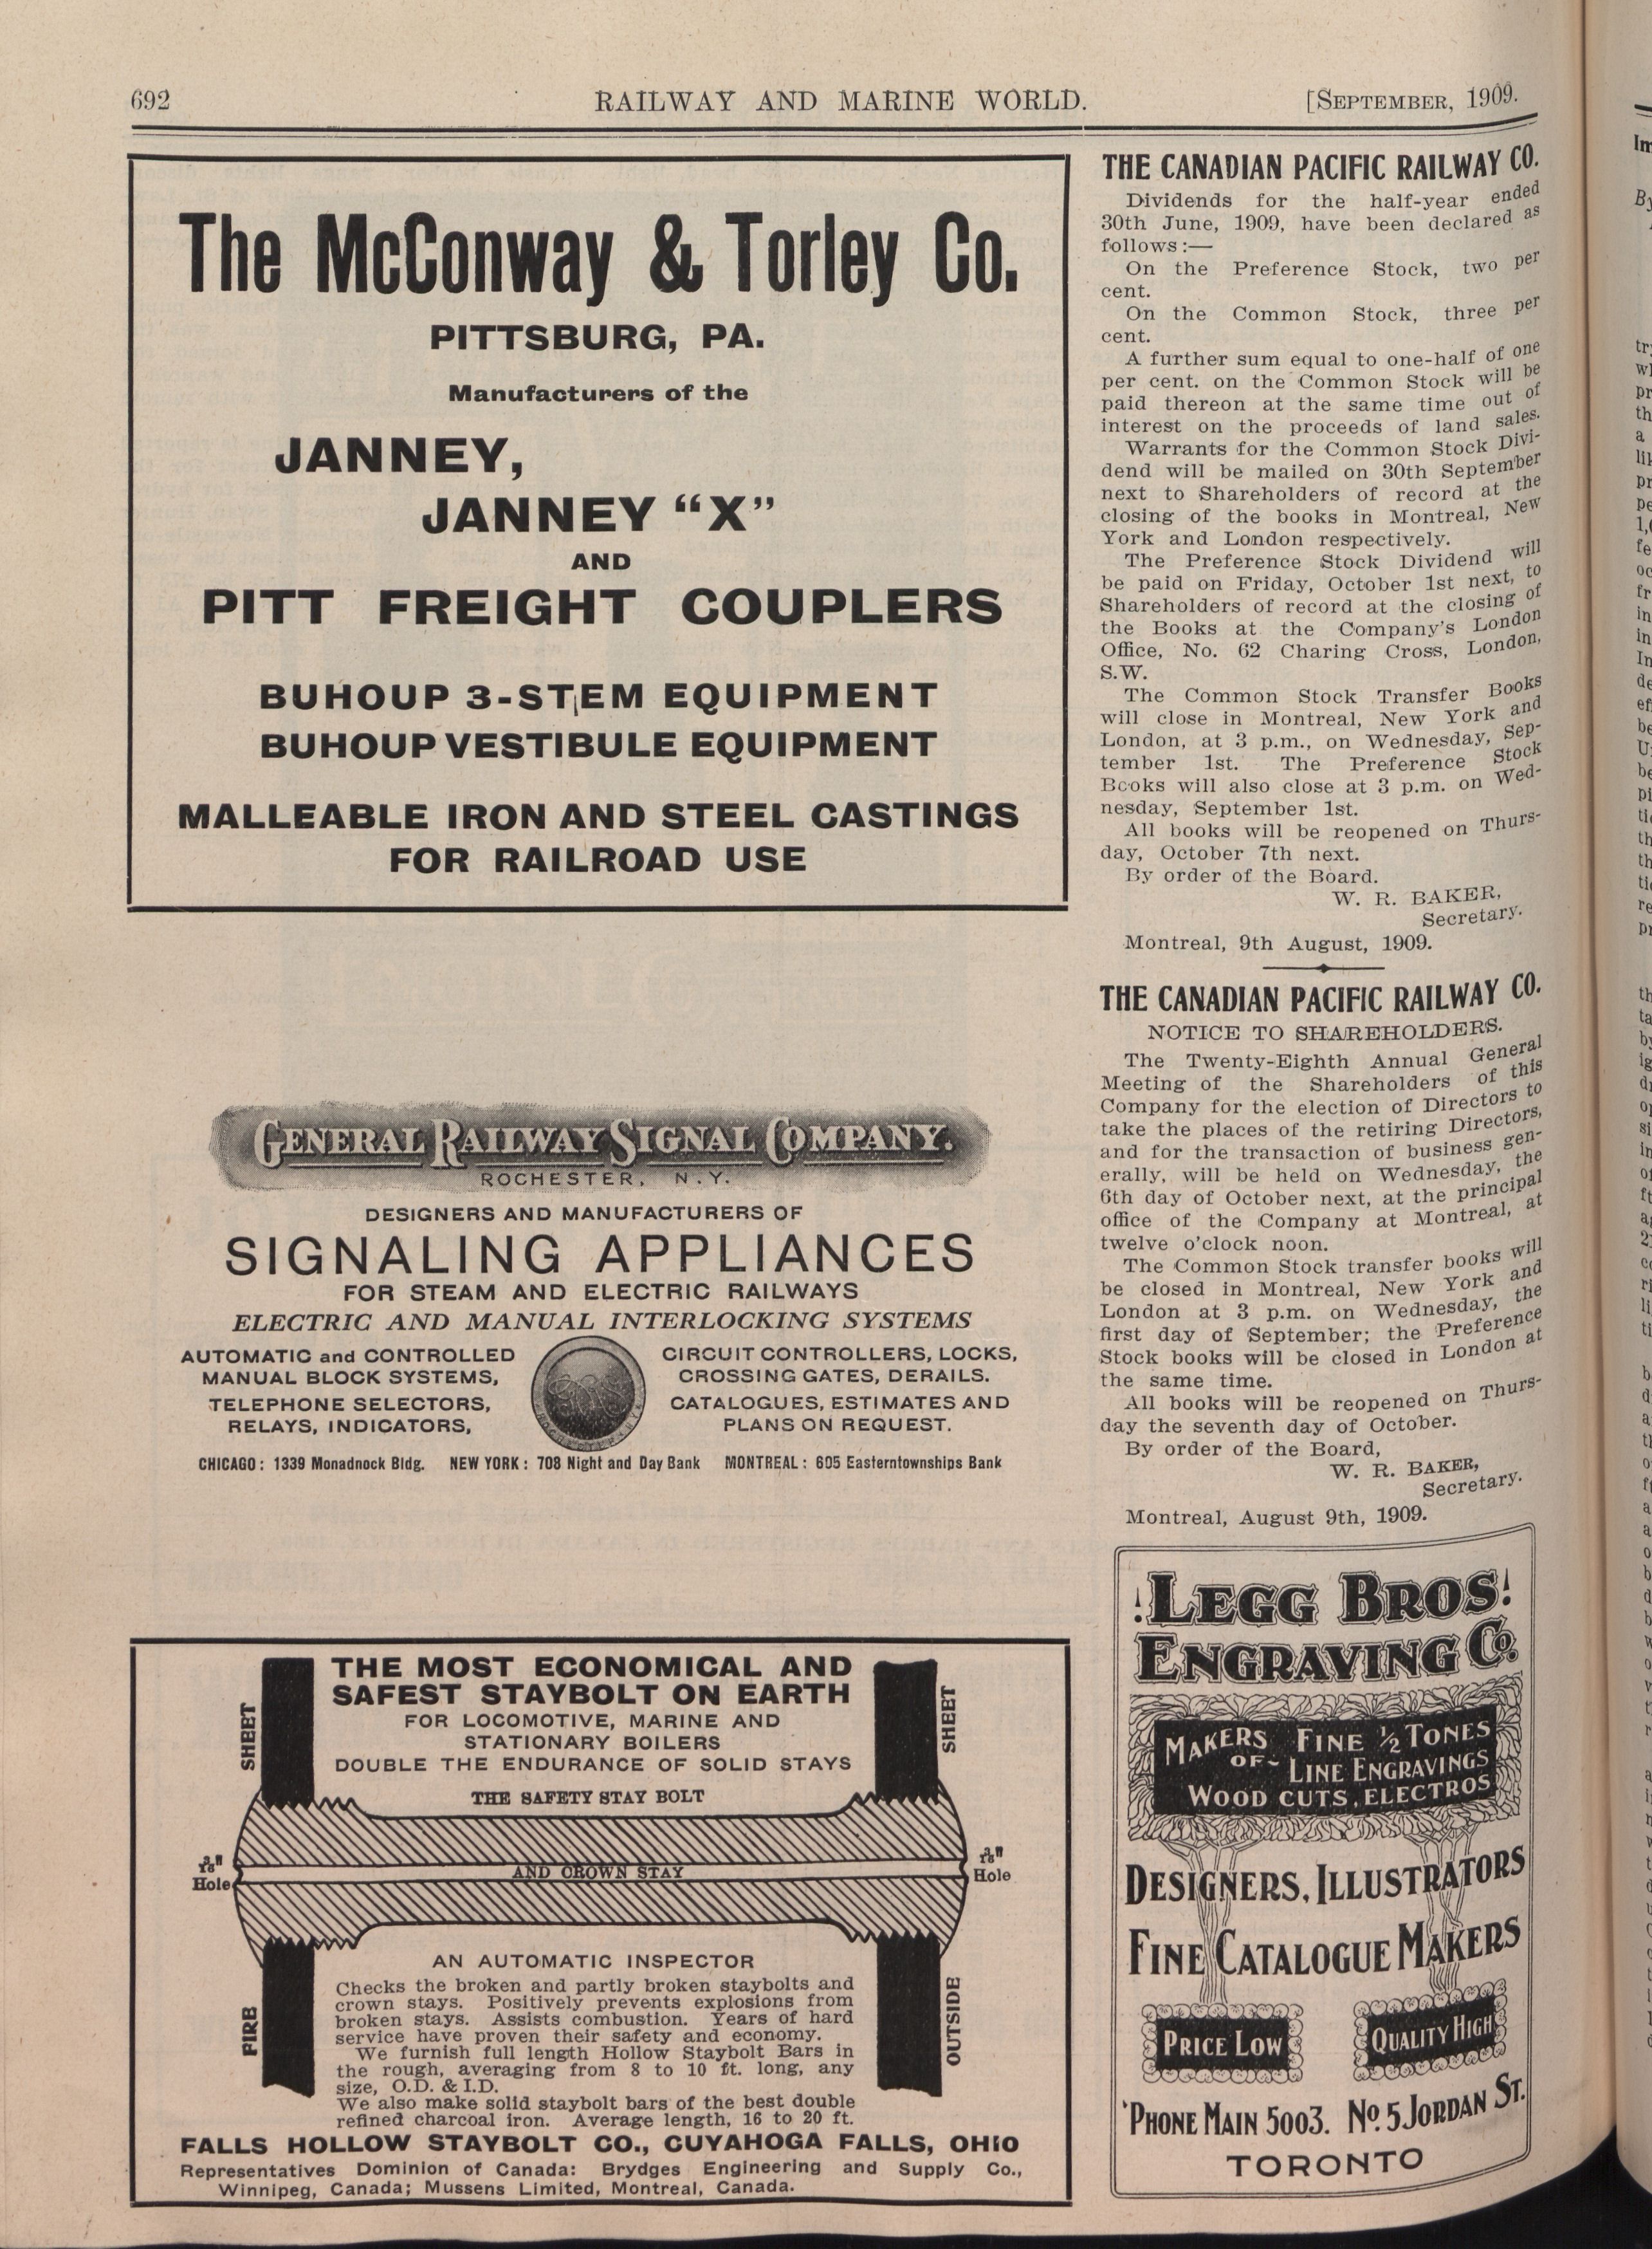 692
RAILWAY AND MARINE WORLD.
[SEPTEMBER, 1909.
The McConway & Torley Co.
PITTSBURG, PA.
Manufacturers of the
JANNEY,
JANNEY "X"
AND
PITT FREIGHT COUPLERS
BUHOUP 3-STEM EQUIPMENT
BUHOUP VESTIBULE EQUIPMENT
MALLEABLE IRON AND STEEL CASTINGS
FOR RAILROAD USE
GENERAL RAILWAY SIGNAL COMPANY.
ROCHESTER, N.Y.
DESIGNERS AND MANUFACTURERS OF
SIGNALING APPLIANCES
FOR STEAM AND ELECTRIC RAILWAYS
ELECTRIC AND MANUAL INTERLOCKING SYSTEMS
AUTOMATIC and CONTROLLED
MANUAL BLOCK SYSTEMS,
TELEPHONE SELECTORS,
RELAYS, INDICATORS,
CIRCUIT CONTROLLERS, LOCKS,
CROSSING GATES, DERAILS.
CATALOGUES, ESTIMATES AND
PLANS ON REQUEST.
CHICAGO: 1339 Monadnock Bldg. NEW YORK: 708 Night and Day Bank MONTREAL: 605 Easterntownships Bank
THE MOST ECONOMICAL AND
SAFEST STAYBOLT ON EARTH
FOR LOCOMOTIVE, MARINE AND
STATIONARY BOILERS
DOUBLE THE ENDURANCE OF SOLID STAYS
SHEET
SHEET
THE SAFETY STAY BOLT
AND CROWN STAY
3/16" Hole
3/16" Hole
FIRE
OUTSIDE
AN AUTOMATIC INSPECTOR
Checks the broken and partly broken staybolts and
crown stays. Positively prevents explosions from
broken stays. Assists combustion. Years of hard
service have proven their safety and economy.
We furnish full length Hollow Staybolt Bars in
the rough, averaging from 8 to 10 ft. long, any
size, O.D. & I.D.
We also make solid staybolt bars of the best double
refined charcoal iron. Average length, 16 to 20 ft.
FALLS HOLLOW STAYBOLT CO., CUYAHOGA FALLS, OHIO
Representatives Dominion of Canada: Brydges Engineering and Supply Co.,
Winnipeg, Canada; Mussens Limited, Montreal, Canada.
THE CANADIAN PACIFIC RAILWAY CO.
Dividends for the half-year ended
30th June, 1909, have been declared as
follows:—
On the Preference Stock, two per
cent.
On the Common Stock, three per
cent.
A further sum equal to one-half of one
per cent. on the Common Stock will be
paid thereon at the same time out of
interest on the proceeds of land sales.
Warrants for the Common Stock Divi-
dend will be mailed on 30th September
next to Shareholders of record at the
closing of the books in Montreal, New
York and London respectively.
The Preference Stock Dividend will
be paid on Friday, October 1st next, to
Shareholders of record at the closing of
the Books at the Company's London
Office, No. 62 Charing Cross, London,
S.W.
The Common Stock Transfer Books
will close in Montreal, New York and
London, at 3 p.m., on Wednesday, Sep-
tember 1st. The Preference Stock
Books will also close at 3 p.m. on Wed-
nesday, September 1st.
All books will be reopened on Thurs-
day, October 7th next.
By order of the Board.
W. R. BAKER,
Secretary.
Montreal, 9th August, 1909.
THE CANADIAN PACIFIC RAILWAY CO.
NOTICE TO SHAREHOLDERS.
The Twenty-Eighth Annual General
Meeting of the Shareholders of this
Company for the election of Directors to
take the places of the retiring Directors,
and for the transaction of business gen-
erally, will be held on Wednesday, the
6th day of October next, at the principal
office of the Company at Montreal, at
twelve o'clock noon.
The Common Stock transfer books will
be closed in Montreal, New York and
London at 3 p.m. on Wednesday, the
first day of September; the Preference
Stock books will be closed in London at
the same time.
All books will be reopened on Thurs-
day the seventh day of October.
By order of the Board,
W. R. BAKER,
Secretary.
Montreal, August 9th, 1909.
LEGG BROS.
ENGRAVING Co.
MAKERS OF FINE ½ TONES
LINE ENGRAVINGS
WOOD CUTS, ELECTROS
DESIGNERS, ILLUSTRATORS
FINE CATALOGUE MAKERS
PRICE LOW
QUALITY HIGH
'PHONE MAIN 5003. No. 5 JORDAN ST.
TORONTO